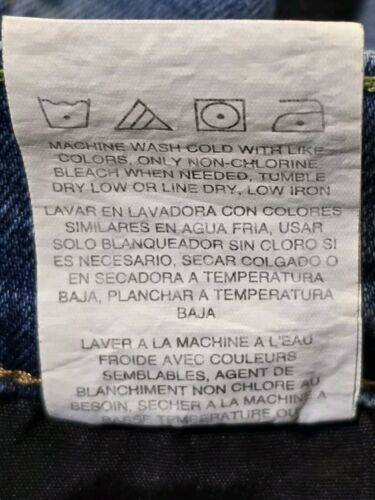 MACHINE WASH COLD WITH LIKE
COLORS, ONLY NON-CHLORINE
BLEACH WHEN NEEDED, TUMBLE
DRY LOW OR LINE DRY, LOW IRON
LAVAR EN LAVADORA CON COLORES
SIMILARES EN AGUA FRIA, USAR
SOLO BLANQUEADOR SIN CLORO SI
ES NECESARIO, SECAR COLGADO O
EN SECADORA A TEMPERATURA
BAJA, PLANCHAR A TEMPERATURA
BAJA
LAVER A LA MACHINE A L'EAU
FROIDE AVEC COULEURS
SEMBLABLES, AGENT DE
BLANCHIMENT NON CHLORE AU
BESOIN, SECHER A LA MACHINE A
BASSE TEMPERATURE OU